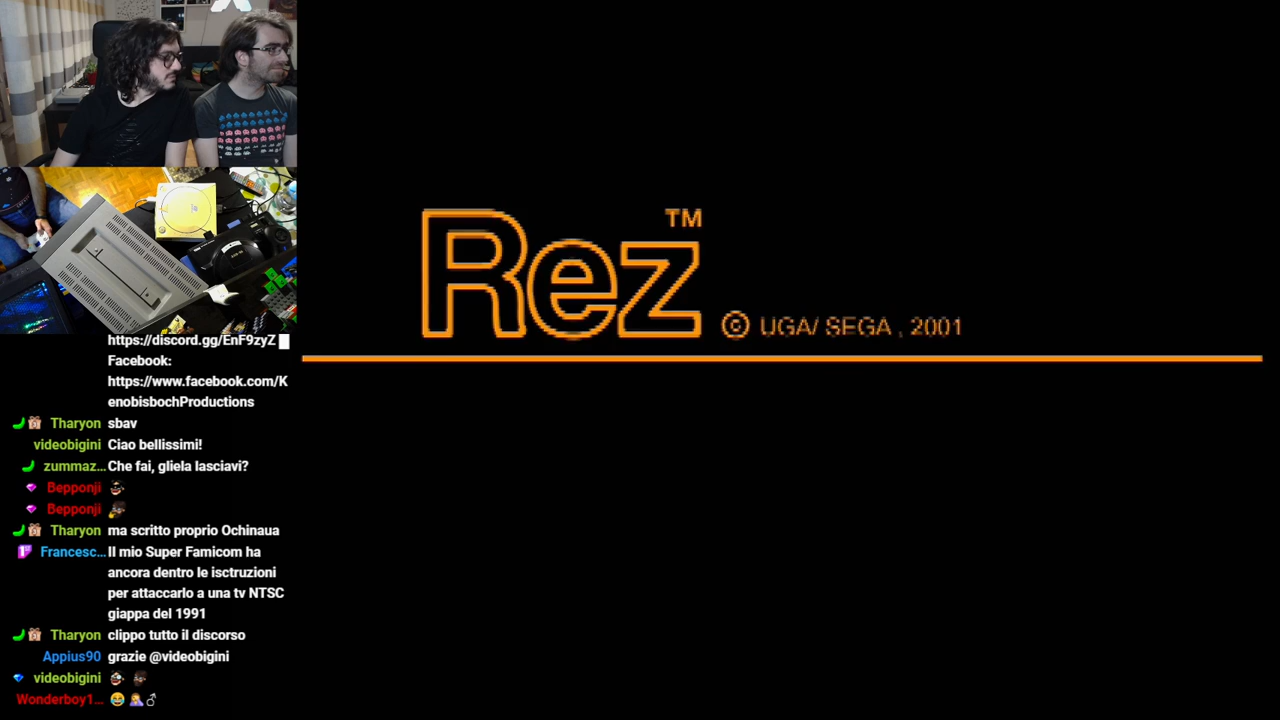 Rez™
© UGA/ SEGA , 2001
https://discord.gg/EnF9zyZ
Facebook:
https://www.facebook.com/K
enobisbochProductions
Tharyon sbav
videobigini Ciao bellissimi!
zummaz... Che fai, gliela lasciavi?
Bepponji
Bepponji
Tharyon ma scritto proprio Ochinaua
Francesc... Il mio Super Famicom ha
ancora dentro le isctruzioni
per attaccarlo a una tv NTSC
giappa del 1991
Tharyon clippo tutto il discorso
Appius90 grazie @videobigini
videobigini
Wonderboy1...